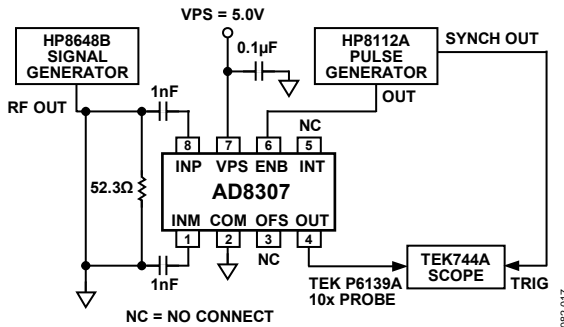 VPS = 5.0V
HP8648B
SIGNAL
GENERATOR
0.1µF
HP8112A
PULSE
GENERATOR
SYNCH OUT
RF OUT
1nF
OUT
NC
8 7 6 5
INP VPS ENB INT
52.3Ω
AD8307
INM COM OFS OUT
1 2 3 4
NC
1nF
TEK P6139A
10x PROBE
TEK744A
SCOPE
TRIG
NC = NO CONNECT